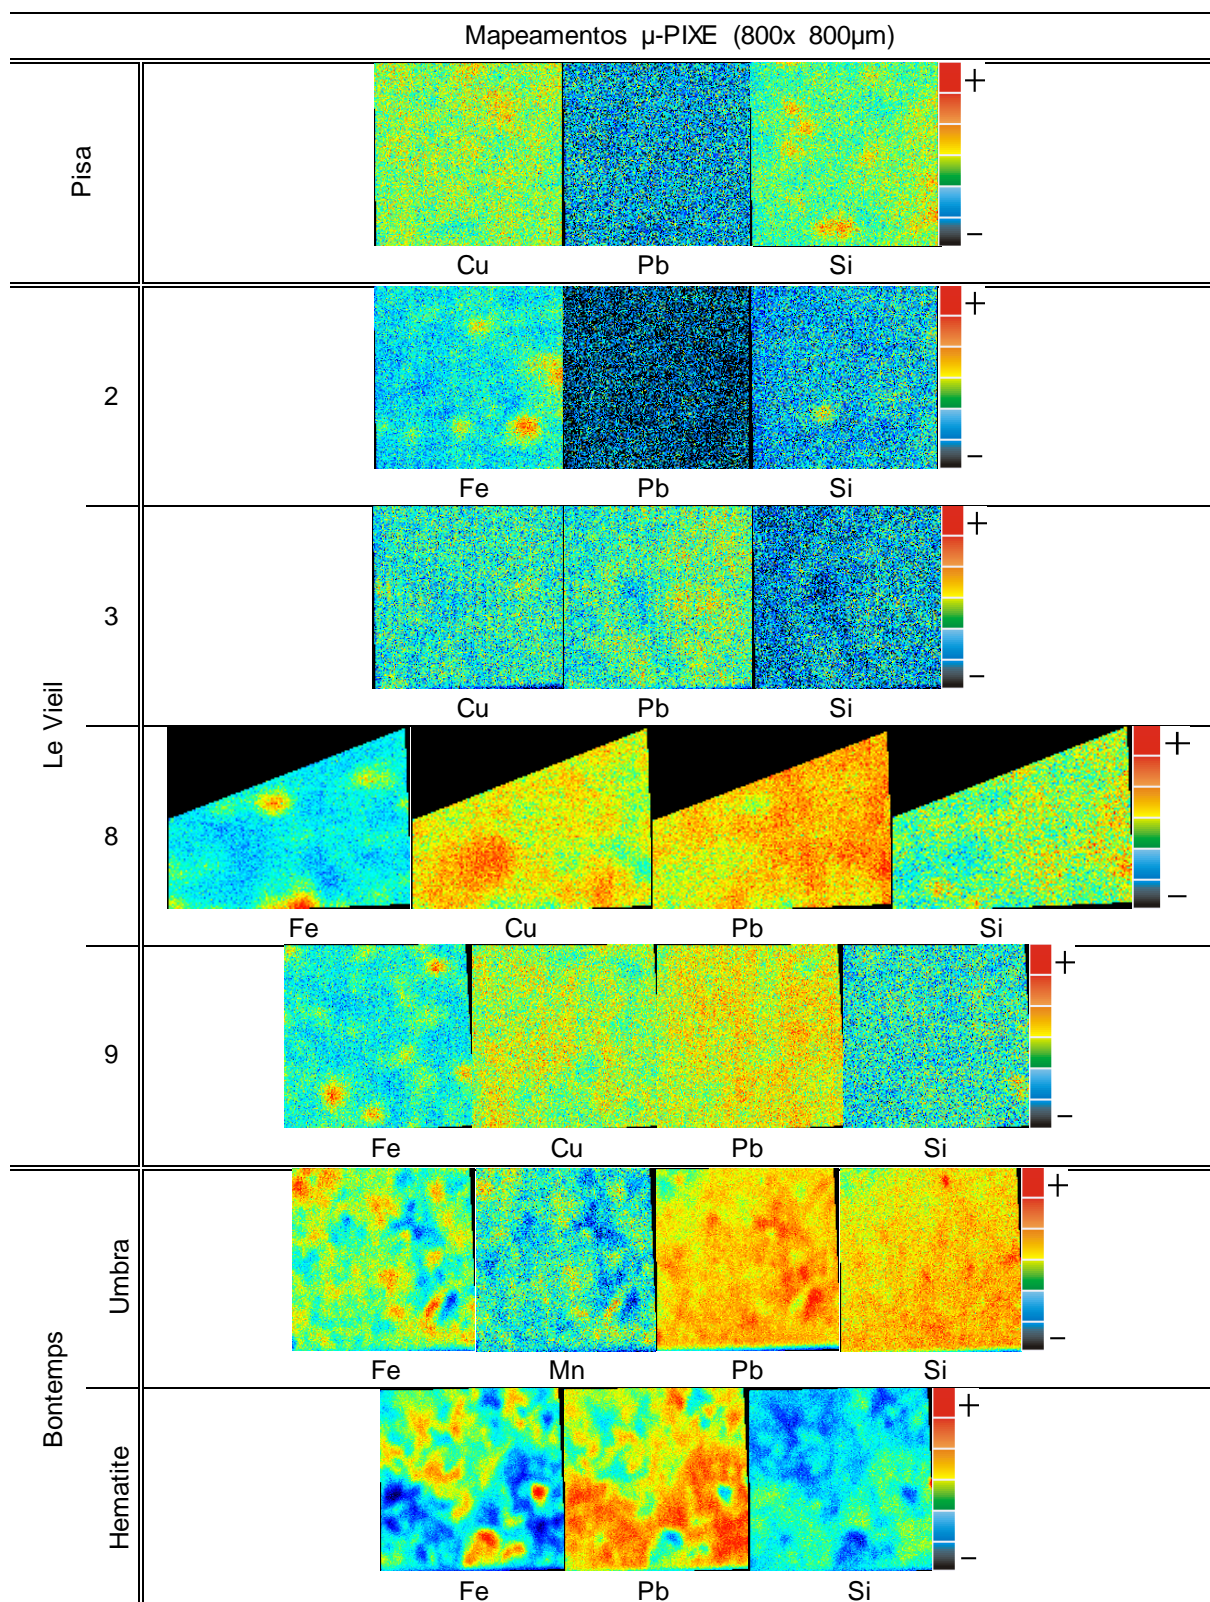 Mapeamentos µ-PIXE (800x 800µm)
Pisa
+
−
Cu Pb Si
Le Vieil
2
+
−
Fe Pb Si
3
+
−
Cu Pb Si
8
+
−
Fe Cu Pb Si
9
+
−
Fe Cu Pb Si
Bontemps
Umbra
+
−
Fe Mn Pb Si
Hematite
+
−
Fe Pb Si